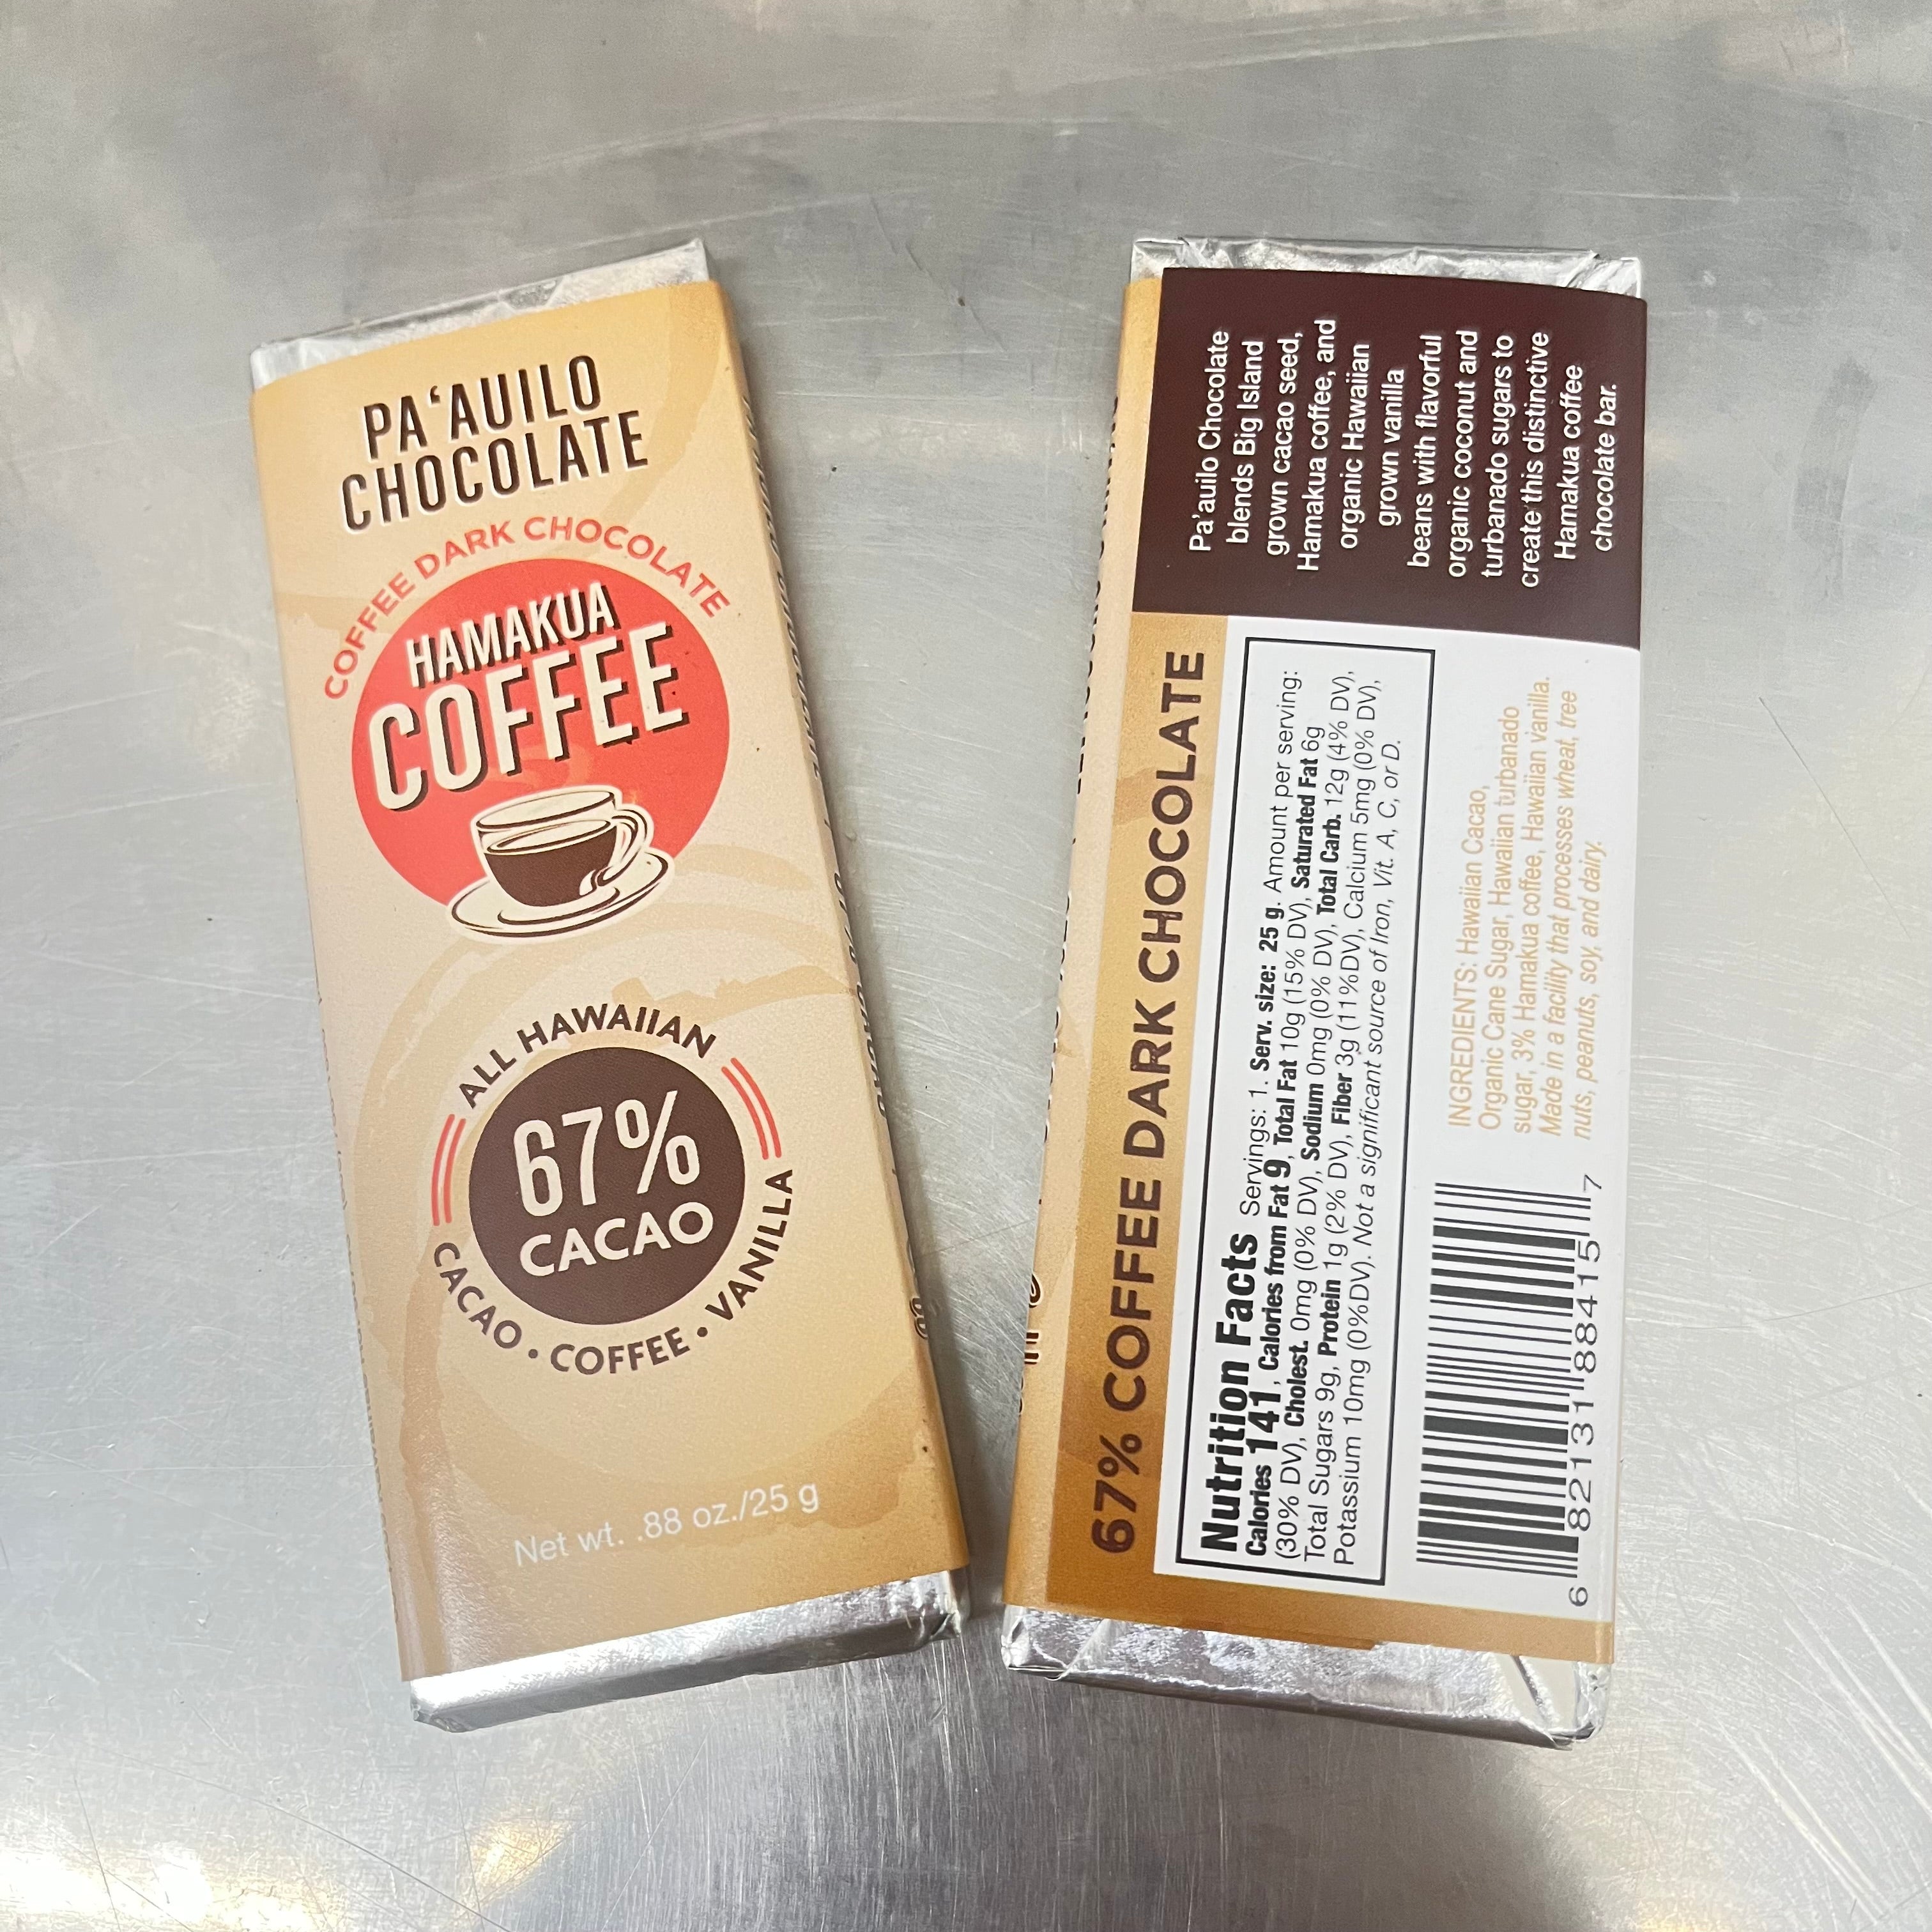 PA‘AUILO
CHOCOLATE
COFFEE DARK CHOCOLATE
HAMAKUA
COFFEE
ALL HAWAIIAN
67%
CACAO
CACAO • COFFEE • VANILLA
Net wt. .88 oz./25 g
67% COFFEE DARK CHOCOLATE
Nutrition Facts Servings: 1. Serv. size: 25 g. Amount per serving:
Calories 141, Calories from Fat 9, Total Fat 10g (15% DV), Saturated Fat 6g
(30% DV), Cholest. 0mg (0% DV), Sodium 0mg (0% DV), Total Carb. 12g (4% DV),
Total Sugars 9g, Protein 1g (2% DV), Fiber 3g (11%DV), Calcium 5mg (0% DV),
Potassium 10mg (0%DV). Not a significant source of Iron, Vit. A, C, or D.
6 82131 88415 7
INGREDIENTS: Hawaiian Cacao,
Organic Cane Sugar, Hawaiian turbanado
sugar, 3% Hamakua coffee, Hawaiian vanilla.
Made in a facility that processes wheat, tree
nuts, peanuts, soy, and dairy.
Pa'auilo Chocolate
blends Big Island
grown cacao seed,
Hamakua coffee, and
organic Hawaiian
grown vanilla
beans with flavorful
organic coconut and
turbanado sugars to
create this distinctive
Hamakua coffee
chocolate bar.